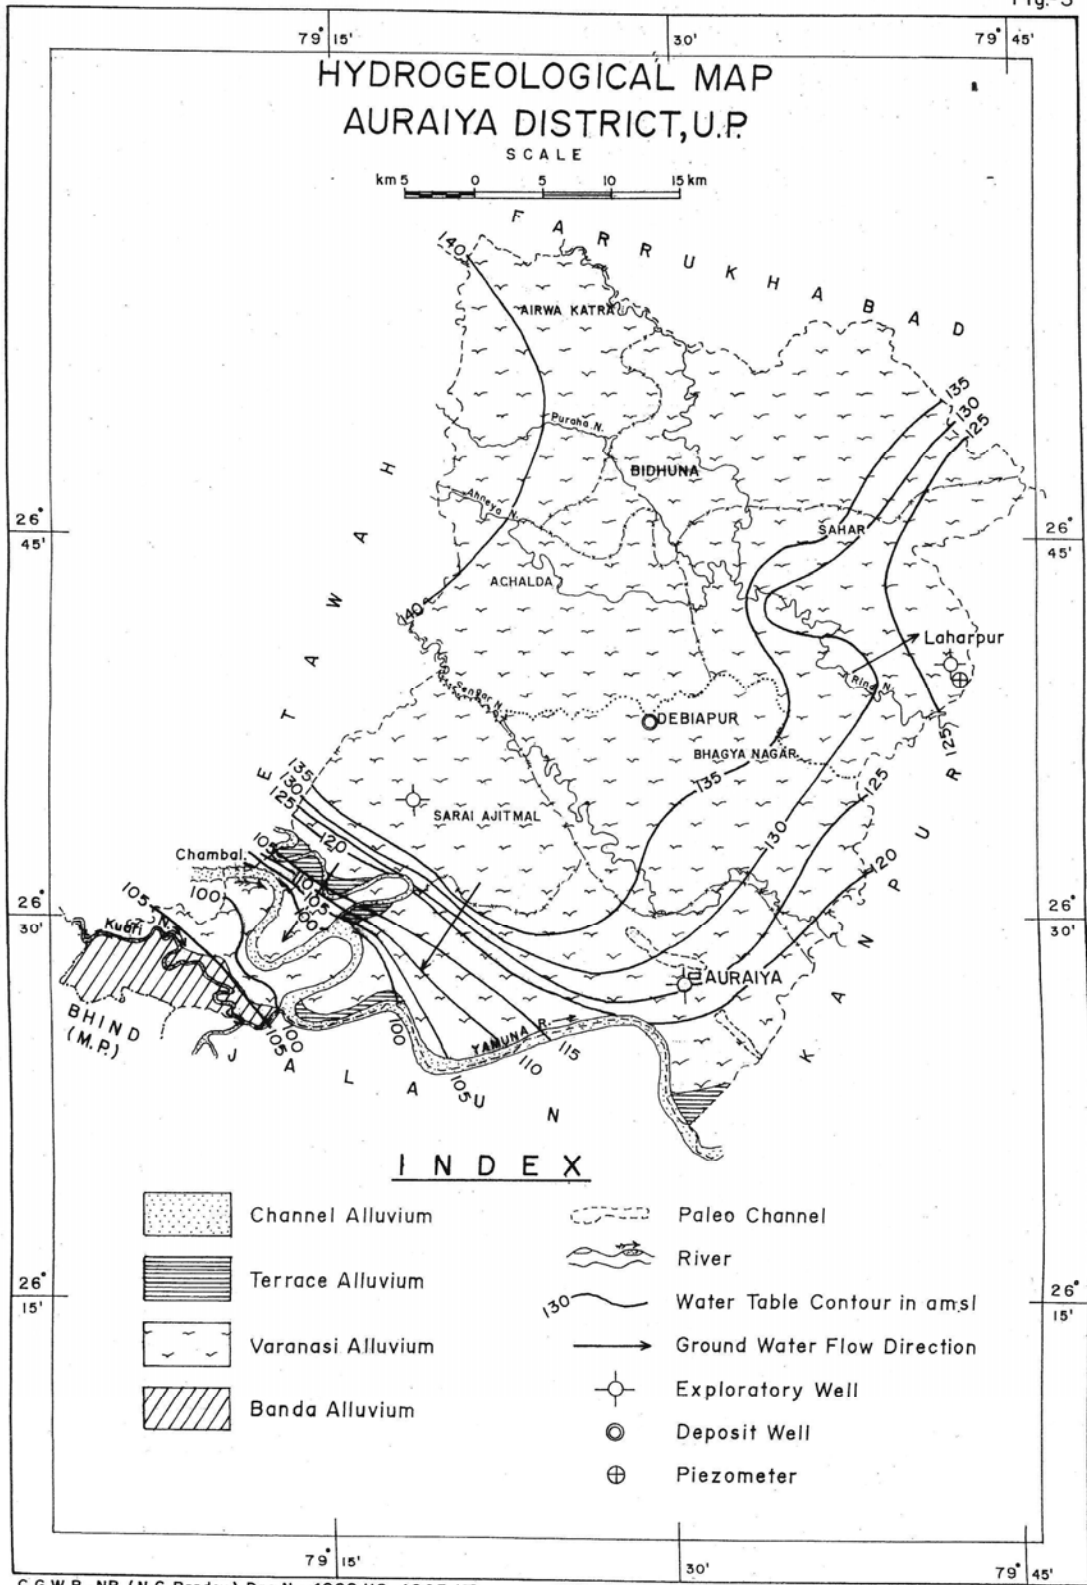 Fig. 3
79° 15'
30'
79° 45'
HYDROGEOLOGICAL MAP
AURAIYA DISTRICT, U.P.
SCALE
km 5 0 5 10 15 km
FARRUKHABAD
140
AIRWA KATRA
135
130
125
Puraha N.
BIDHUNA
ETAWAH
Ahneya N.
SAHAR
26° 45'
26° 45'
ACHALDA
140
Laharpur
Rind N.
Sengar N.
DEBIAPUR
125
BHAGYA NAGAR
135
125
135
130
125
SARAI AJITMAL
130
120
105
Chambal
120
KANPUR
110
105
105
100
100
26° 30'
26° 30'
Kuari N.
AURAIYA
BHIND
(M.P.)
YAMUNA R.
100
100
105
115
110
105
JALAUN
INDEX
Channel Alluvium
Terrace Alluvium
Varanasi Alluvium
Banda Alluvium
Paleo Channel
River
130 Water Table Contour in amsl
Ground Water Flow Direction
Exploratory Well
Deposit Well
Piezometer
26° 15'
26° 15'
79° 15'
30'
79° 45'